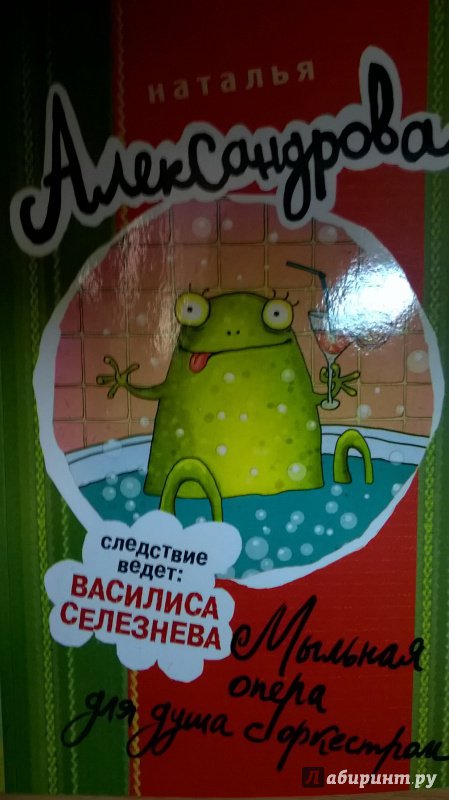 наталья
Александрова
следствие
ведет:
ВАСИЛИСА
СЕЛЕЗНЕВА
Мыльная
опера
для душа с оркестром
Лабиринт.ру